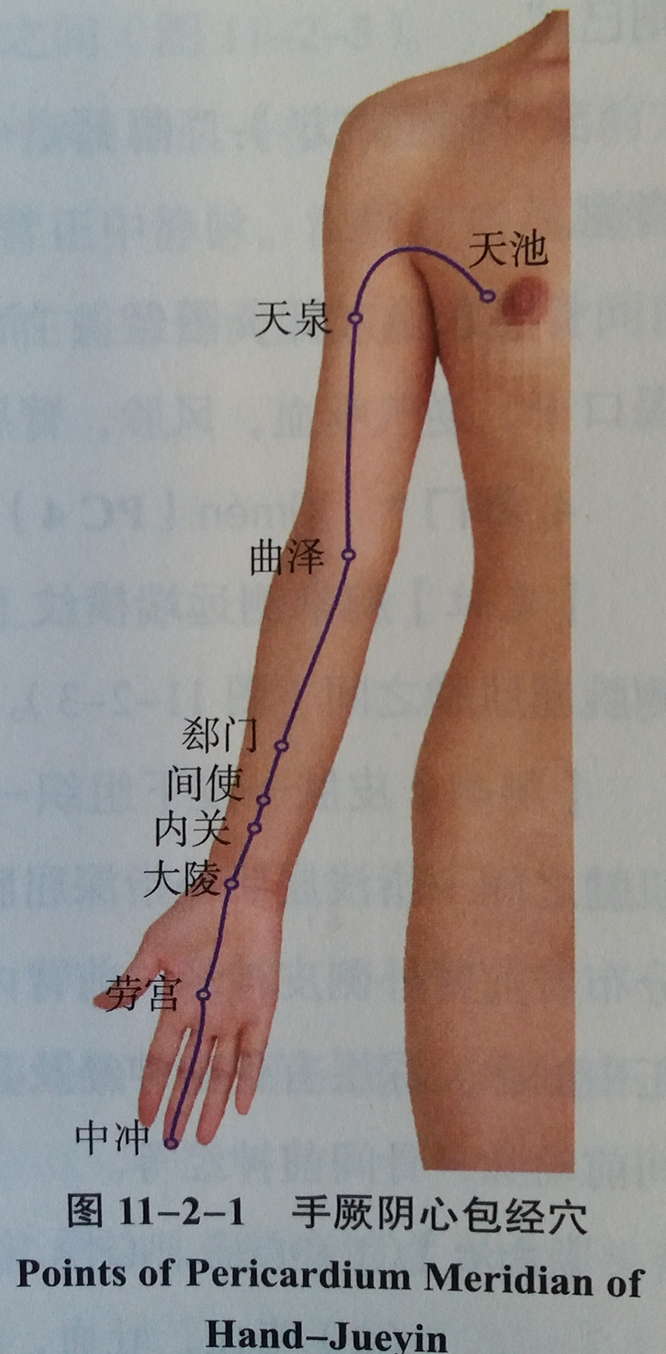 天池
天泉
曲泽
郄门
间使
内关
大陵
劳宫
中冲
图 11-2-1 手厥阴心包经穴
Points of Pericardium Meridian of
Hand-Jueyin